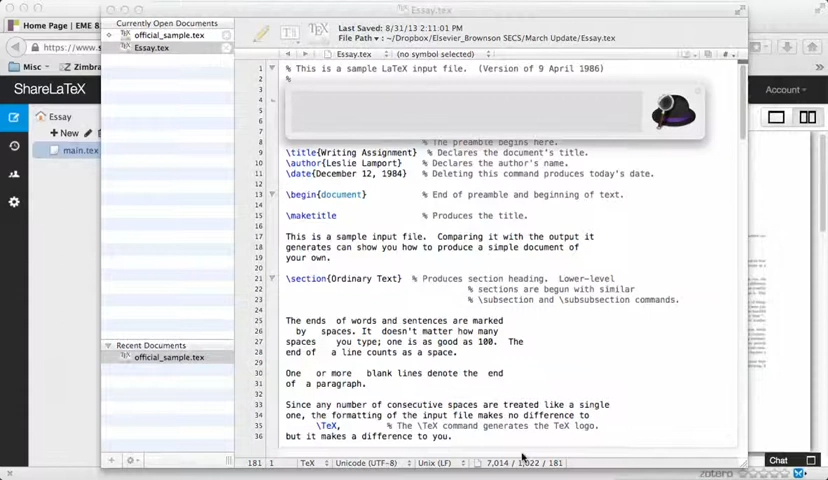 Essay.tex
Home Page | EME 8
https://www.s
Misc
Zimbra
ShareLaTeX
Account
Essay
New
main.tex
Currently Open Documents
official_sample.tex
Essay.tex
Recent Documents
official_sample.tex
Last Saved: 8/31/13 2:11:01 PM
File Path: ~/Dropbox/Elsevier_Brownson SECS/March Update/Essay.tex
Essay.tex (no symbol selected)
1 % This is a sample LaTeX input file. (Version of 9 April 1986)
2 %
3
4
5
6
7
8 % The preamble begins here.
9 \title{Writing Assignment} % Declares the document's title.
10 \author{Leslie Lamport} % Declares the author's name.
11 \date{December 12, 1984} % Deleting this command produces today's date.
12
13 \begin{document} % End of preamble and beginning of text.
14
15 \maketitle % Produces the title.
16
17 This is a sample input file. Comparing it with the output it
18 generates can show you how to produce a simple document of
19 your own.
20
21 \section{Ordinary Text} % Produces section heading. Lower-level
22 % sections are begun with similar
23 % \subsection and \subsubsection commands.
24
25 The ends of words and sentences are marked
26 by spaces. It doesn't matter how many
27 spaces you type; one is as good as 100. The
28 end of a line counts as a space.
29
30 One or more blank lines denote the end
31 of a paragraph.
32
33 Since any number of consecutive spaces are treated like a single
34 one, the formatting of the input file makes no difference to
35 \TeX, % The \TeX command generates the TeX logo.
36 but it makes a difference to you.
181 1 TeX Unicode (UTF-8) Unix (LF) 7,014 / 1,022 / 181
Chat
zotero